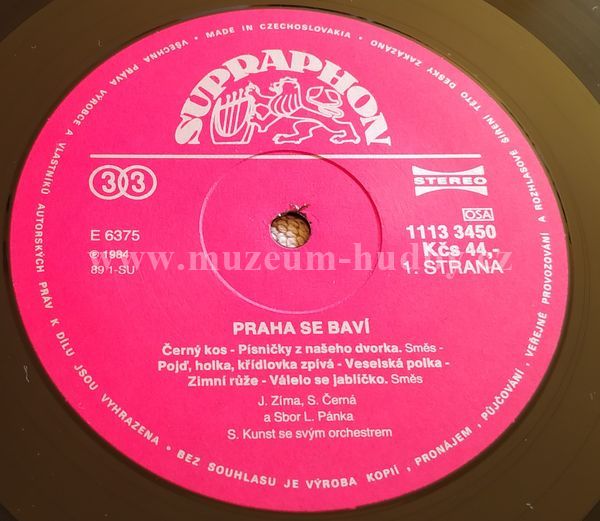 SUPRAPHON
33
STEREO
E 6375
℗ 1984
89 1-SU
OSA
1113 3450
Kčs 44,-
1. STRANA
www.muzeum-hudby.cz
PRAHA SE BAVÍ
Černý kos - Písničky z našeho dvorka. Směs -
Pojď, holka, křídlovka zpívá - Veselská polka -
Zimní růže - Válelo se jablíčko. Směs
J. Zíma, S. Černá
a Sbor L. Pánka
S. Kunst se svým orchestrem
MADE IN CZECHOSLOVAKIA • VŠECHNA PRÁVA VÝROBCE A VLASTNÍKŮ AUTORSKÝCH PRÁV K DÍLU JSOU VYHRAZENA • BEZ SOUHLASU JE VÝROBA KOPIÍ, PRONÁJEM, PŮJČOVÁNÍ, VEŘEJNÉ PROVOZOVÁNÍ A ROZHLASOVÉ ŠÍŘENÍ TÉTO DESKY ZAKÁZÁNO •